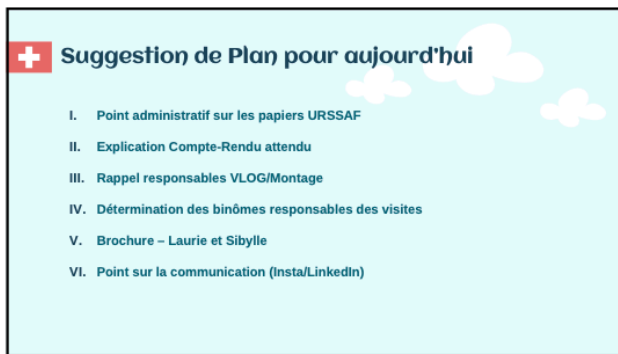 Suggestion de Plan pour aujourd'hui
I. Point administratif sur les papiers URSSAF
II. Explication Compte-Rendu attendu
III. Rappel responsables VLOG/Montage
IV. Détermination des binômes responsables des visites
V. Brochure – Laurie et Sibylle
VI. Point sur la communication (Insta/LinkedIn)